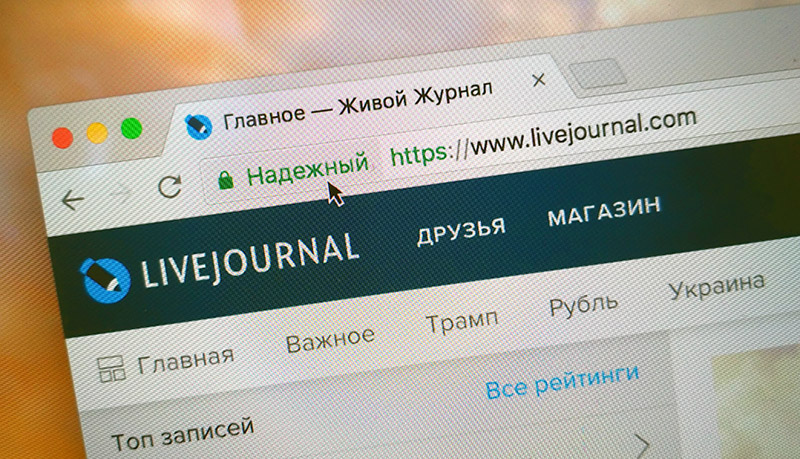 Главное — Живой Журнал
Надежный https://www.livejournal.com
LIVEJOURNAL ДРУЗЬЯ МАГАЗИН
Главная Важное Трамп Рубль Украина
Все рейтинги
Топ записей